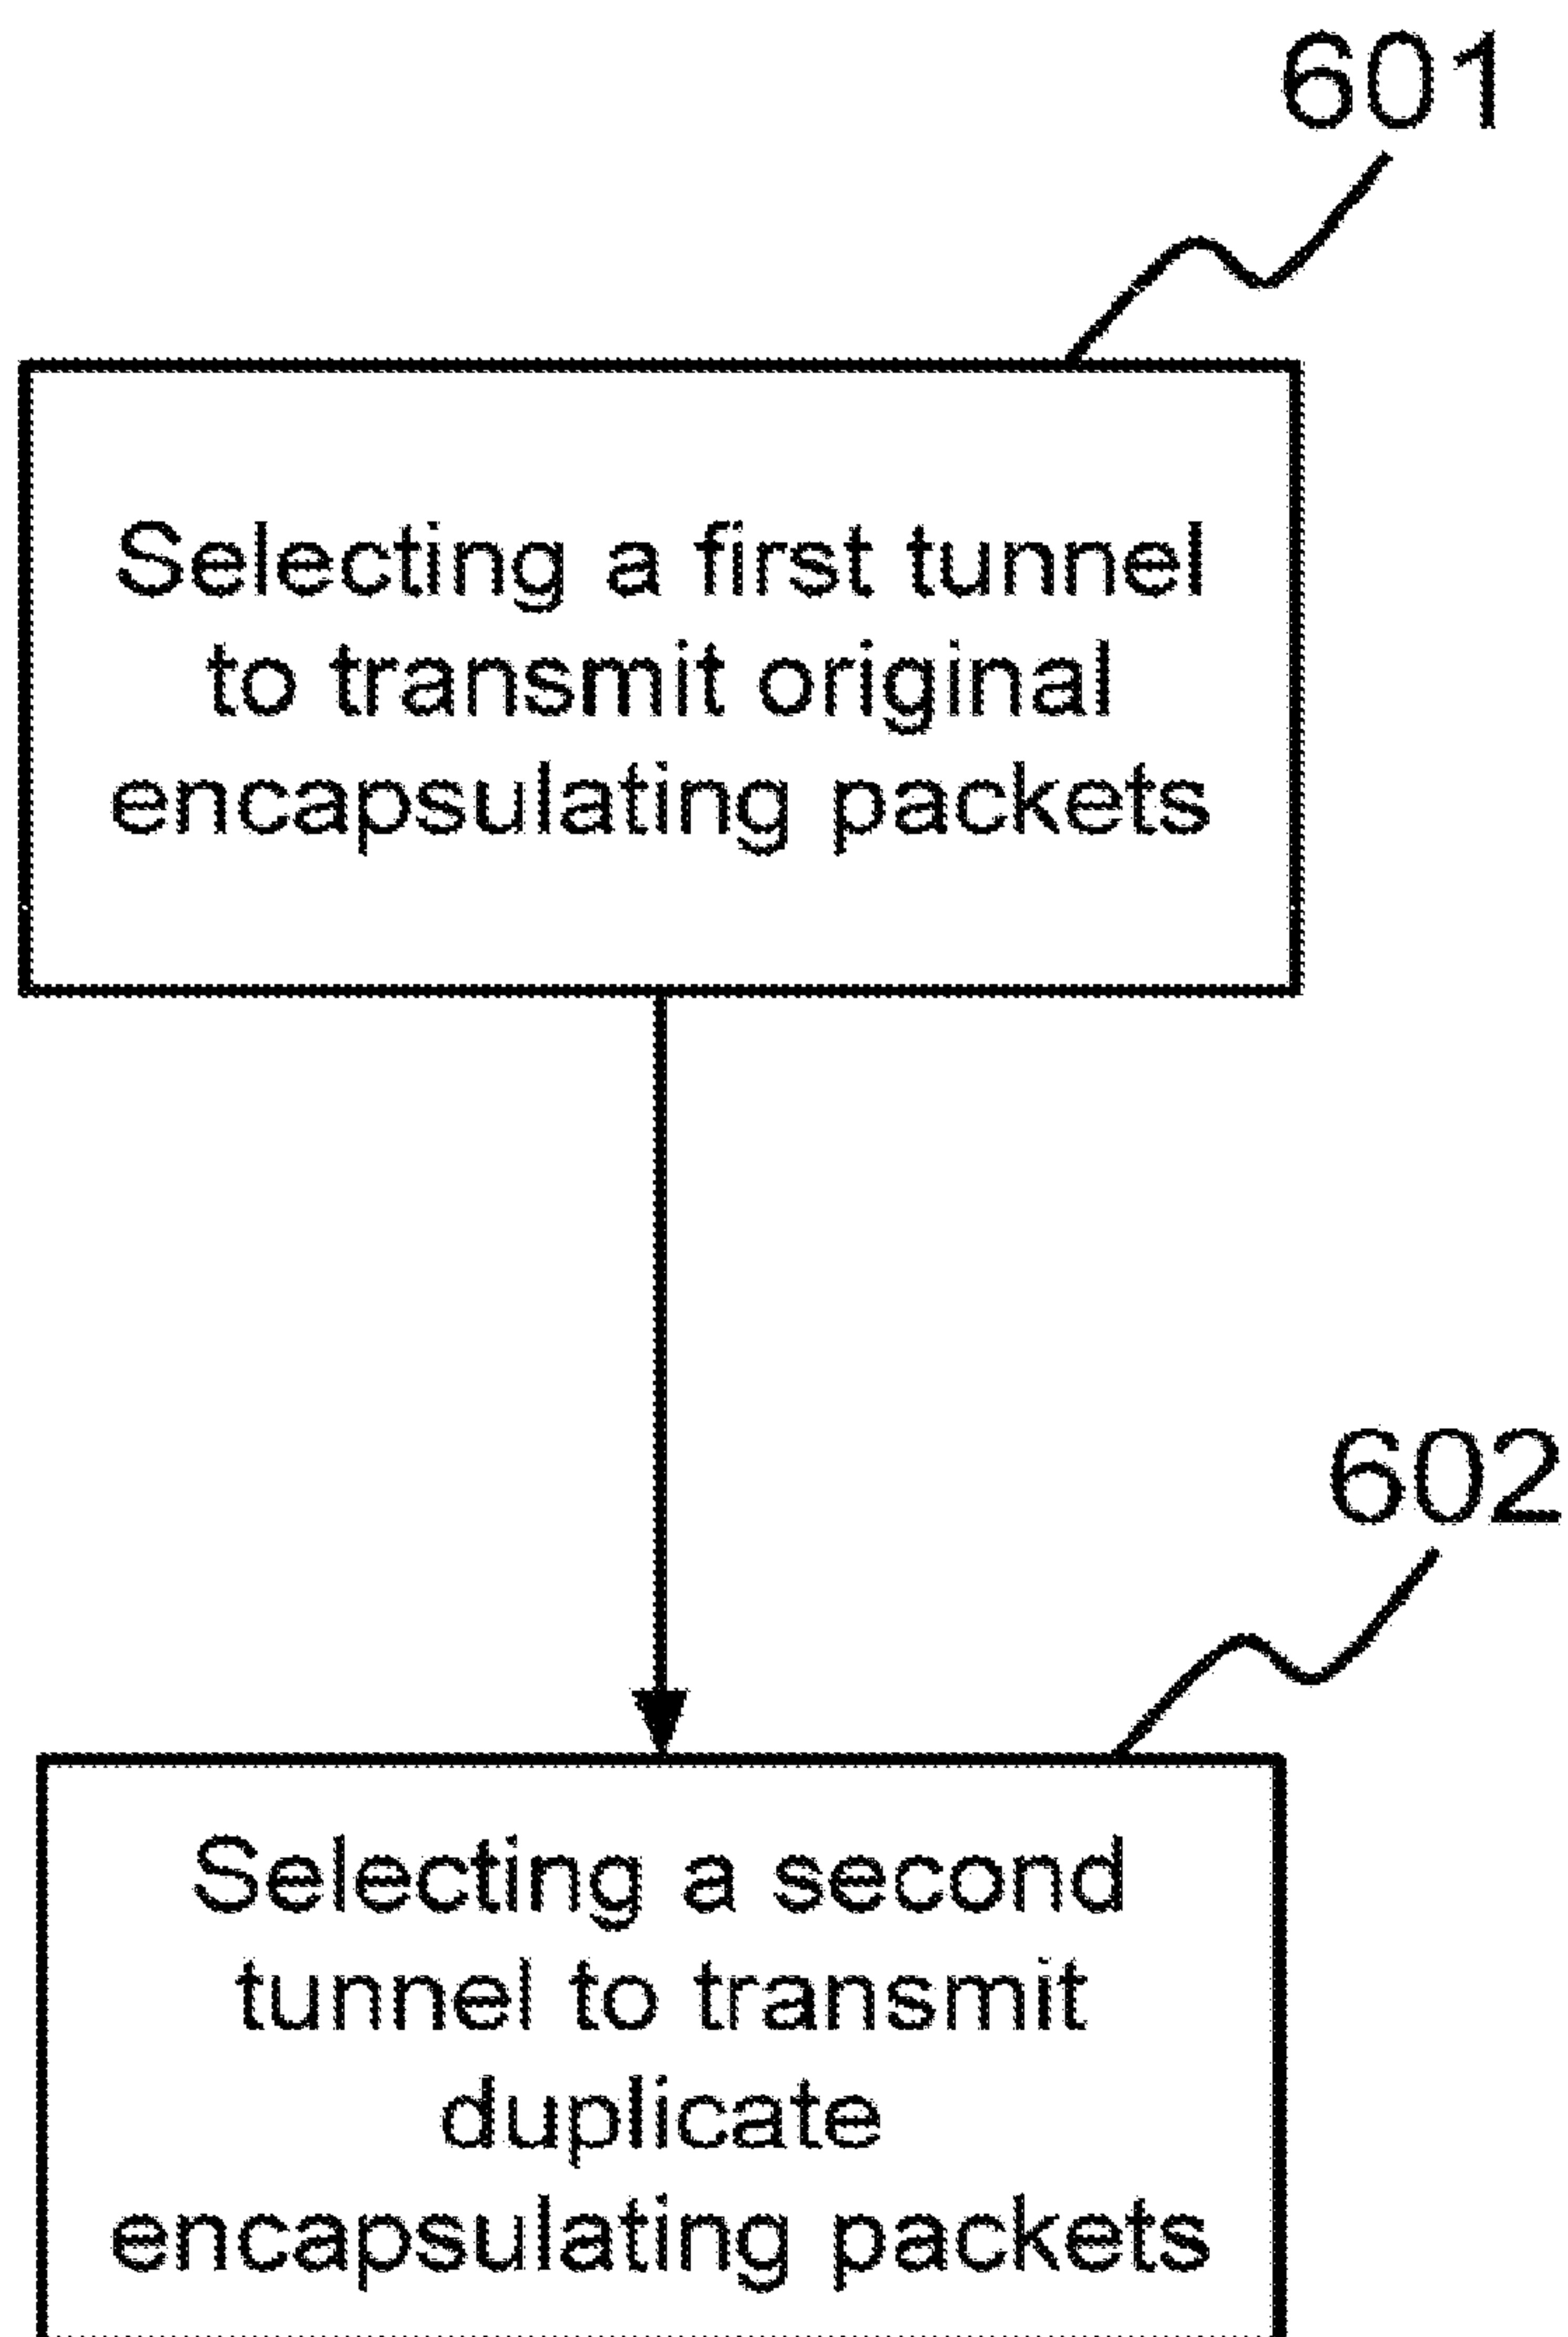 601
Selecting a first tunnel
to transmit original
encapsulating packets
602
Selecting a second
tunnel to transmit
duplicate
encapsulating packets